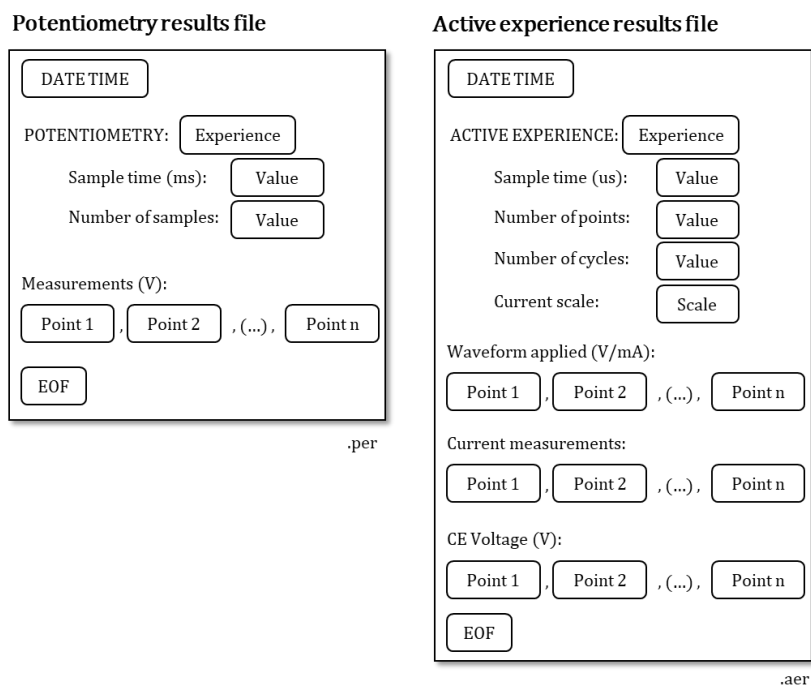 Potentiometry results file
DATE TIME
POTENTIOMETRY: Experience
Sample time (ms): Value
Number of samples: Value
Measurements (V):
Point 1 , Point 2 , (...) , Point n
EOF
.per
Active experience results file
DATE TIME
ACTIVE EXPERIENCE: Experience
Sample time (us): Value
Number of points: Value
Number of cycles: Value
Current scale: Scale
Waveform applied (V/mA):
Point 1 , Point 2 , (...) , Point n
Current measurements:
Point 1 , Point 2 , (...) , Point n
CE Voltage (V):
Point 1 , Point 2 , (...) , Point n
EOF
.aer